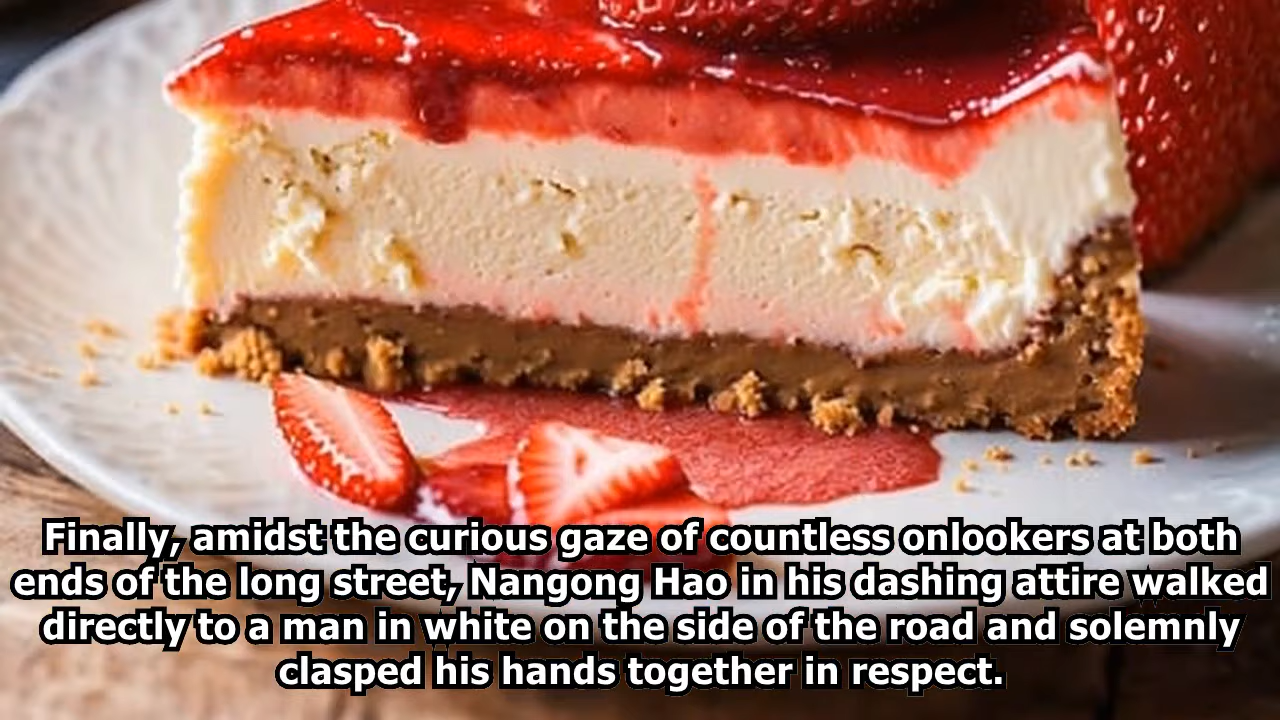 Finally, amidst the curious gaze of countless onlookers at both
ends of the long street, Nangong Hao in his dashing attire walked
directly to a man in white on the side of the road and solemnly
clasped his hands together in respect.